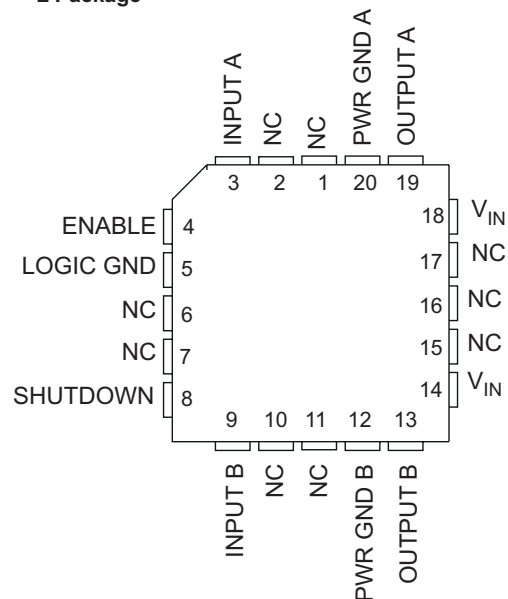 INPUT A
NC
NC
PWR GND A
OUTPUT A
3
2
1
20
19
ENABLE 4
LOGIC GND 5
NC 6
NC 7
SHUTDOWN 8
18 VIN
17 NC
16 NC
15 NC
14 VIN
9
10
11
12
13
INPUT B
NC
NC
PWR GND B
OUTPUT B